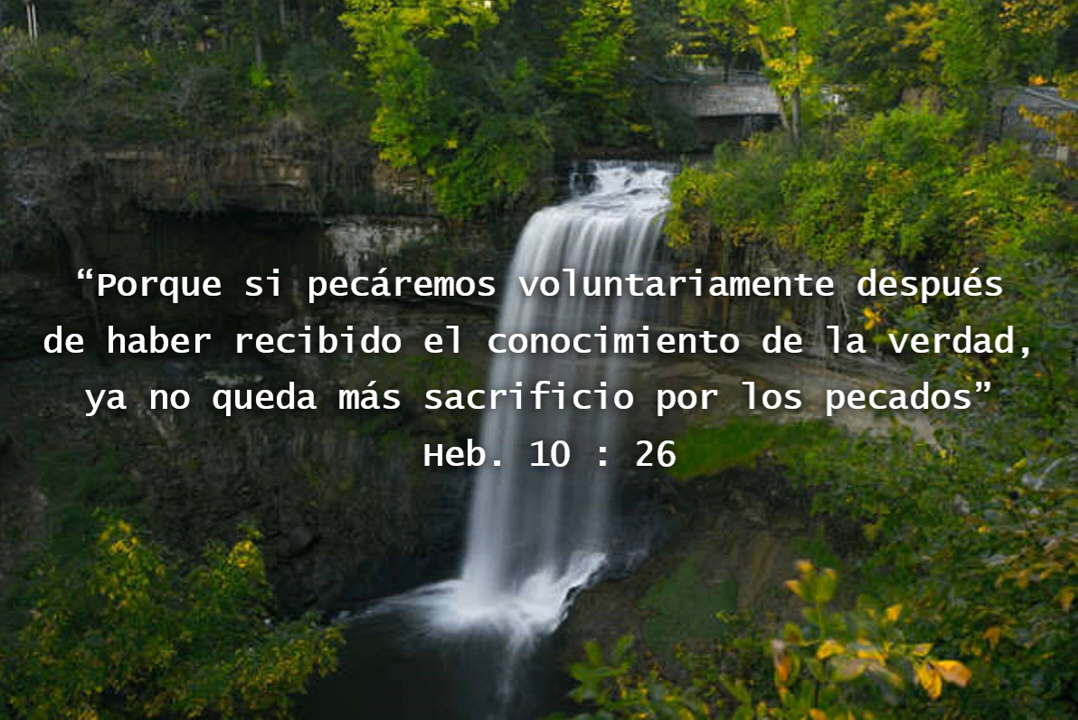 “Porque si pecáremos voluntariamente después
de haber recibido el conocimiento de la verdad,
ya no queda más sacrificio por los pecados”
Heb. 10 : 26